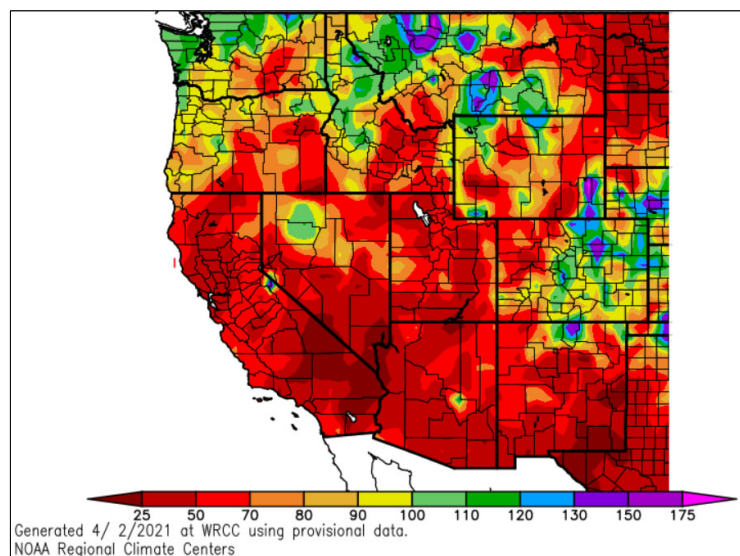 25 50 70 80 90 100 110 120 130 150 175
Generated 4/ 2/2021 at WRCC using provisional data.
NOAA Regional Climate Centers